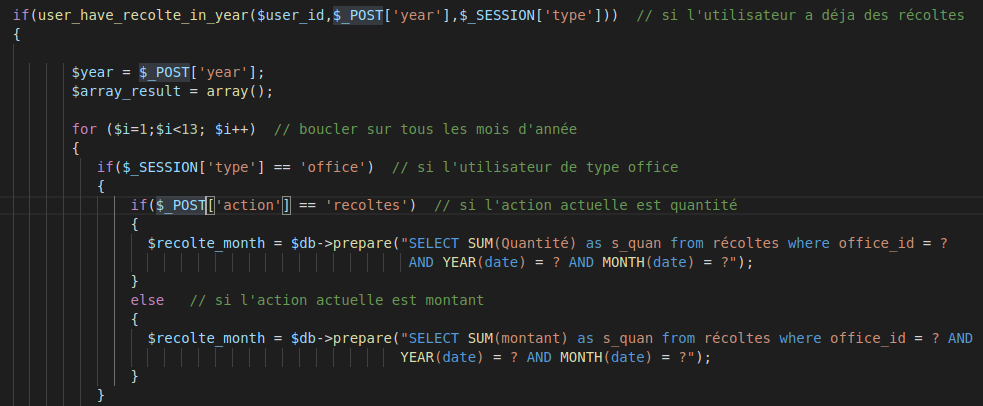 if(user_have_recolte_in_year($user_id,$_POST['year'],$_SESSION['type']))  // si l'utilisateur a déja des récoltes
{
$year = $_POST['year'];
$array_result = array();
for ($i=1;$i<13; $i++)  // boucler sur tous les mois d'année
{
if($_SESSION['type'] == 'office')  // si l'utilisateur de type office
{
if($_POST['action'] == 'recoltes')  // si l'action actuelle est quantité
{
$recolte_month = $db->prepare("SELECT SUM(Quantité) as s_quan from récoltes where office_id = ?
AND YEAR(date) = ? AND MONTH(date) = ?");
}
else   // si l'action actuelle est montant
{
$recolte_month = $db->prepare("SELECT SUM(montant) as s_quan from récoltes where office_id = ? AND
YEAR(date) = ? AND MONTH(date) = ?");
}
}